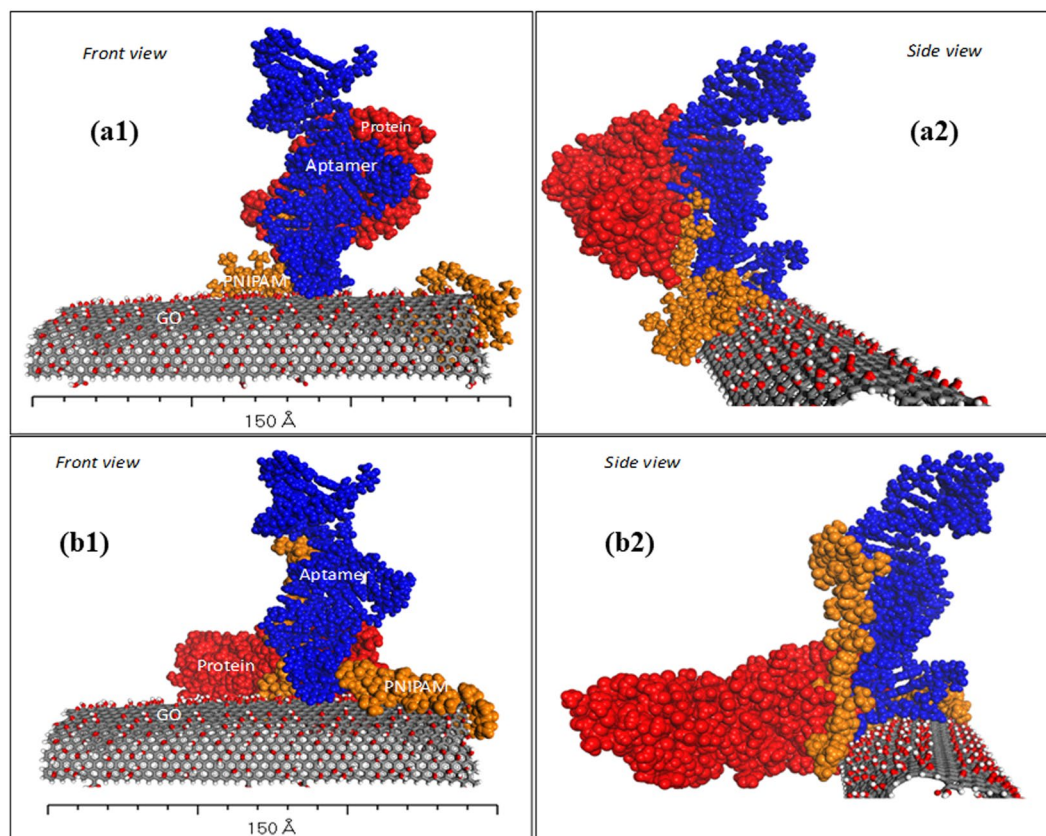 Front view
(a1)
Protein
Aptamer
PNIPAM
GO
150 Å
Side view
(a2)
Front view
(b1)
Aptamer
Protein
PNIPAM
GO
150 Å
Side view
(b2)